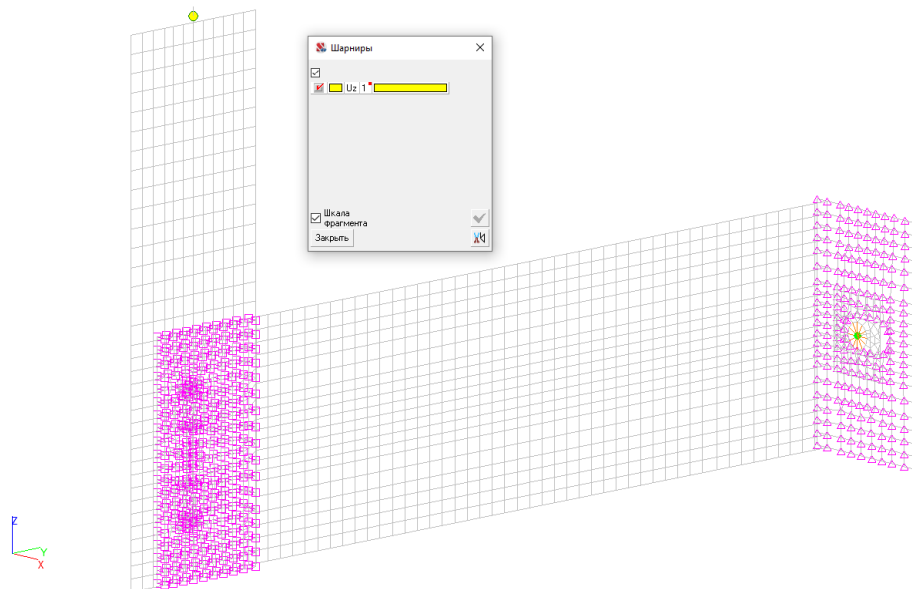 Шарниры
Uz 1
Шкала
фрагмента
Закрыть
Z
Y
X